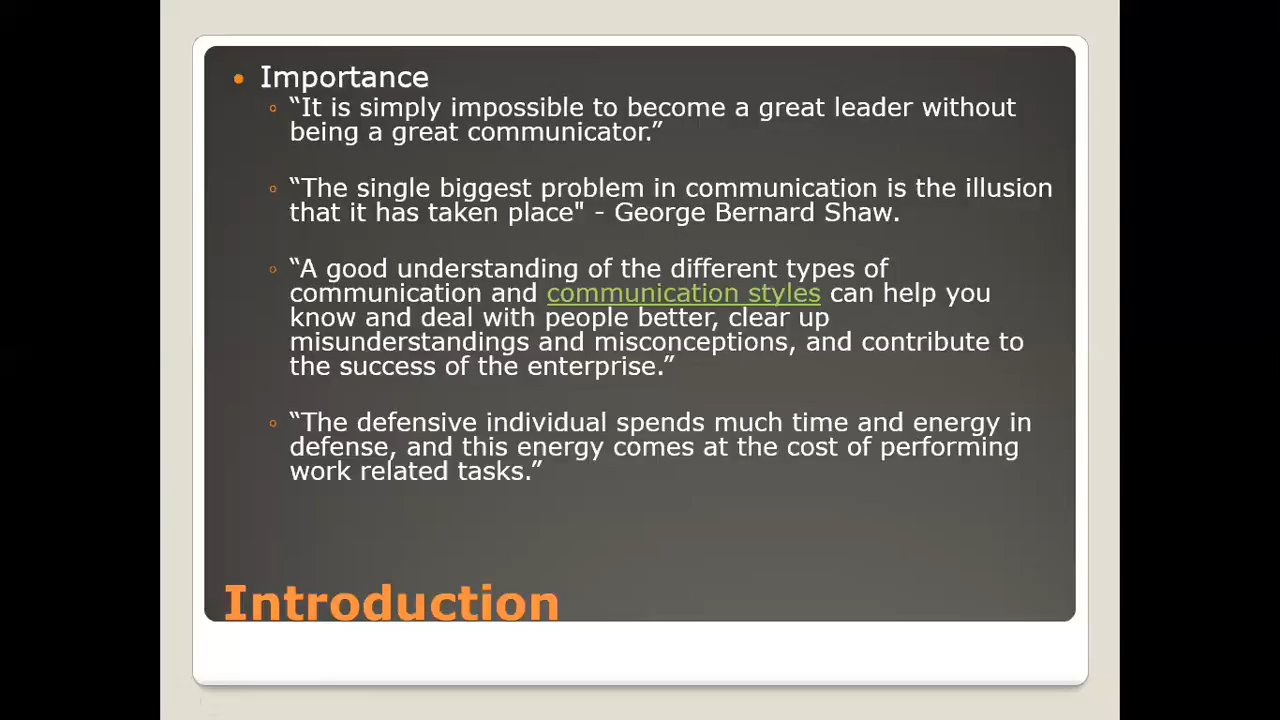 Importance
“It is simply impossible to become a great leader without
being a great communicator.”
“The single biggest problem in communication is the illusion
that it has taken place" - George Bernard Shaw.
“A good understanding of the different types of
communication and communication styles can help you
know and deal with people better, clear up
misunderstandings and misconceptions, and contribute to
the success of the enterprise.”
“The defensive individual spends much time and energy in
defense, and this energy comes at the cost of performing
work related tasks.”
Introduction